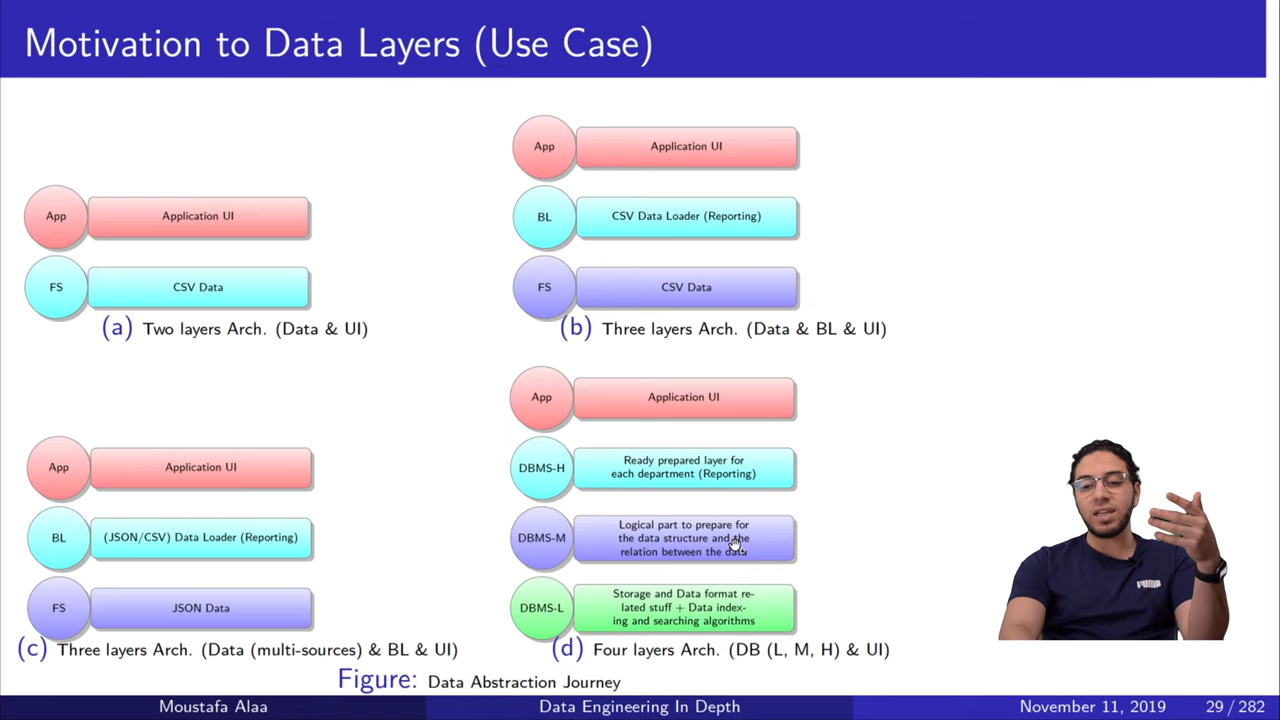 Motivation to Data Layers (Use Case)
App
Application UI
FS
CSV Data
(a) Two layers Arch. (Data & UI)
App
Application UI
BL
CSV Data Loader (Reporting)
FS
CSV Data
(b) Three layers Arch. (Data & BL & UI)
App
Application UI
BL
(JSON/CSV) Data Loader (Reporting)
FS
JSON Data
(c) Three layers Arch. (Data (multi-sources) & BL & UI)
App
Application UI
DBMS-H
Ready prepared layer for
each department (Reporting)
DBMS-M
Logical part to prepare for
the data structure and the
relation between the data
DBMS-L
Storage and Data format re-
lated stuff + Data index-
ing and searching algorithms
(d) Four layers Arch. (DB (L, M, H) & UI)
Figure: Data Abstraction Journey
PUMA
Moustafa Alaa
Data Engineering In Depth
November 11, 2019
29 / 282